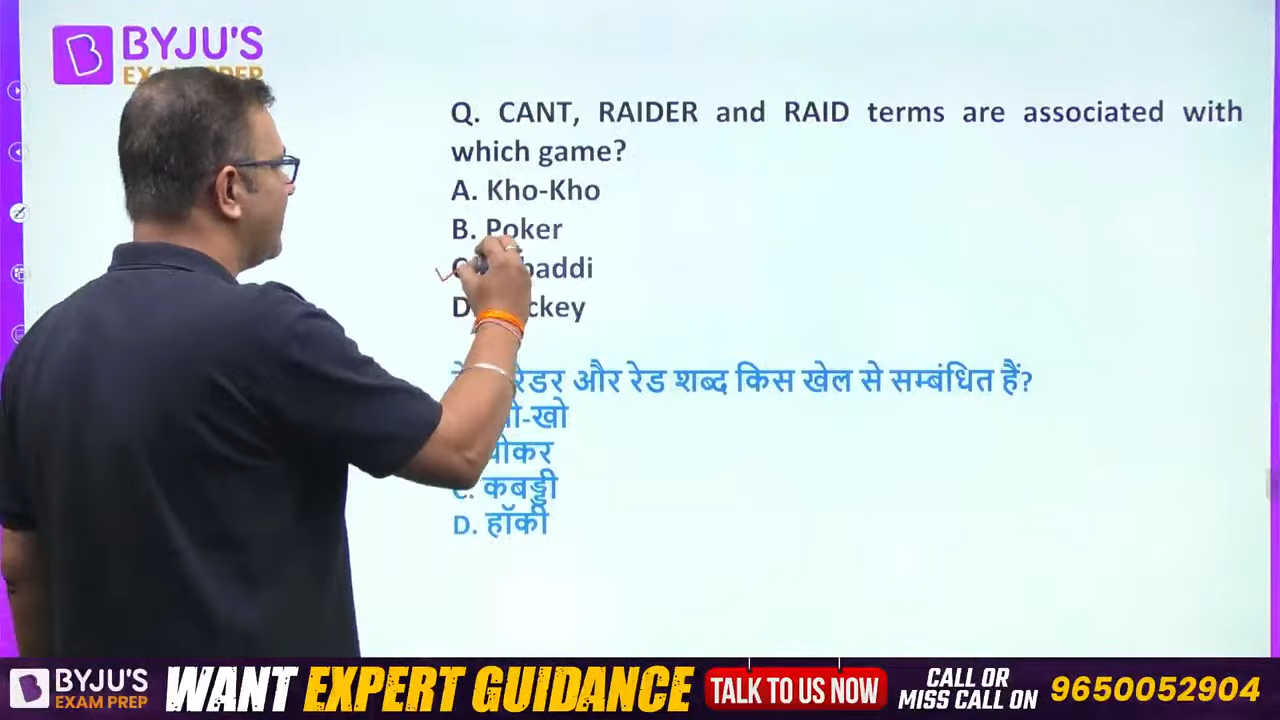 BYJU'S
EXAM PREP
Q. CANT, RAIDER and RAID terms are associated with
which game?
A. Kho-Kho
B. Poker
baddi
D. ckey
रेडर और रेड शब्द किस खेल से सम्बंधित हैं?
खो-खो
पोकर
C. कबड्डी
D. हॉकी
BYJU'S
EXAM PREP
WANT EXPERT GUIDANCE
TALK TO US NOW
CALL OR
MISS CALL ON
9650052904